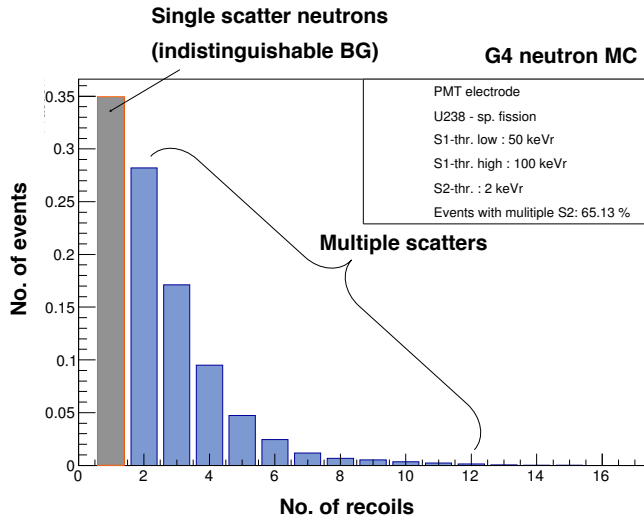 Single scatter neutrons
(indistinguishable BG)
G4 neutron MC
PMT electrode
U238 - sp. fission
S1-thr. low : 50 keVr
S1-thr. high : 100 keVr
S2-thr. : 2 keVr
Events with mulitiple S2: 65.13 %
Multiple scatters
No. of events
0.35
0.3
0.25
0.2
0.15
0.1
0.05
0
0 2 4 6 8 10 12 14 16
No. of recoils